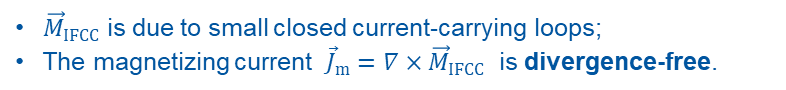 • M⃗_IFCC is due to small closed current-carrying loops;
• The magnetizing current J⃗_m = ∇ × M⃗_IFCC is divergence-free.